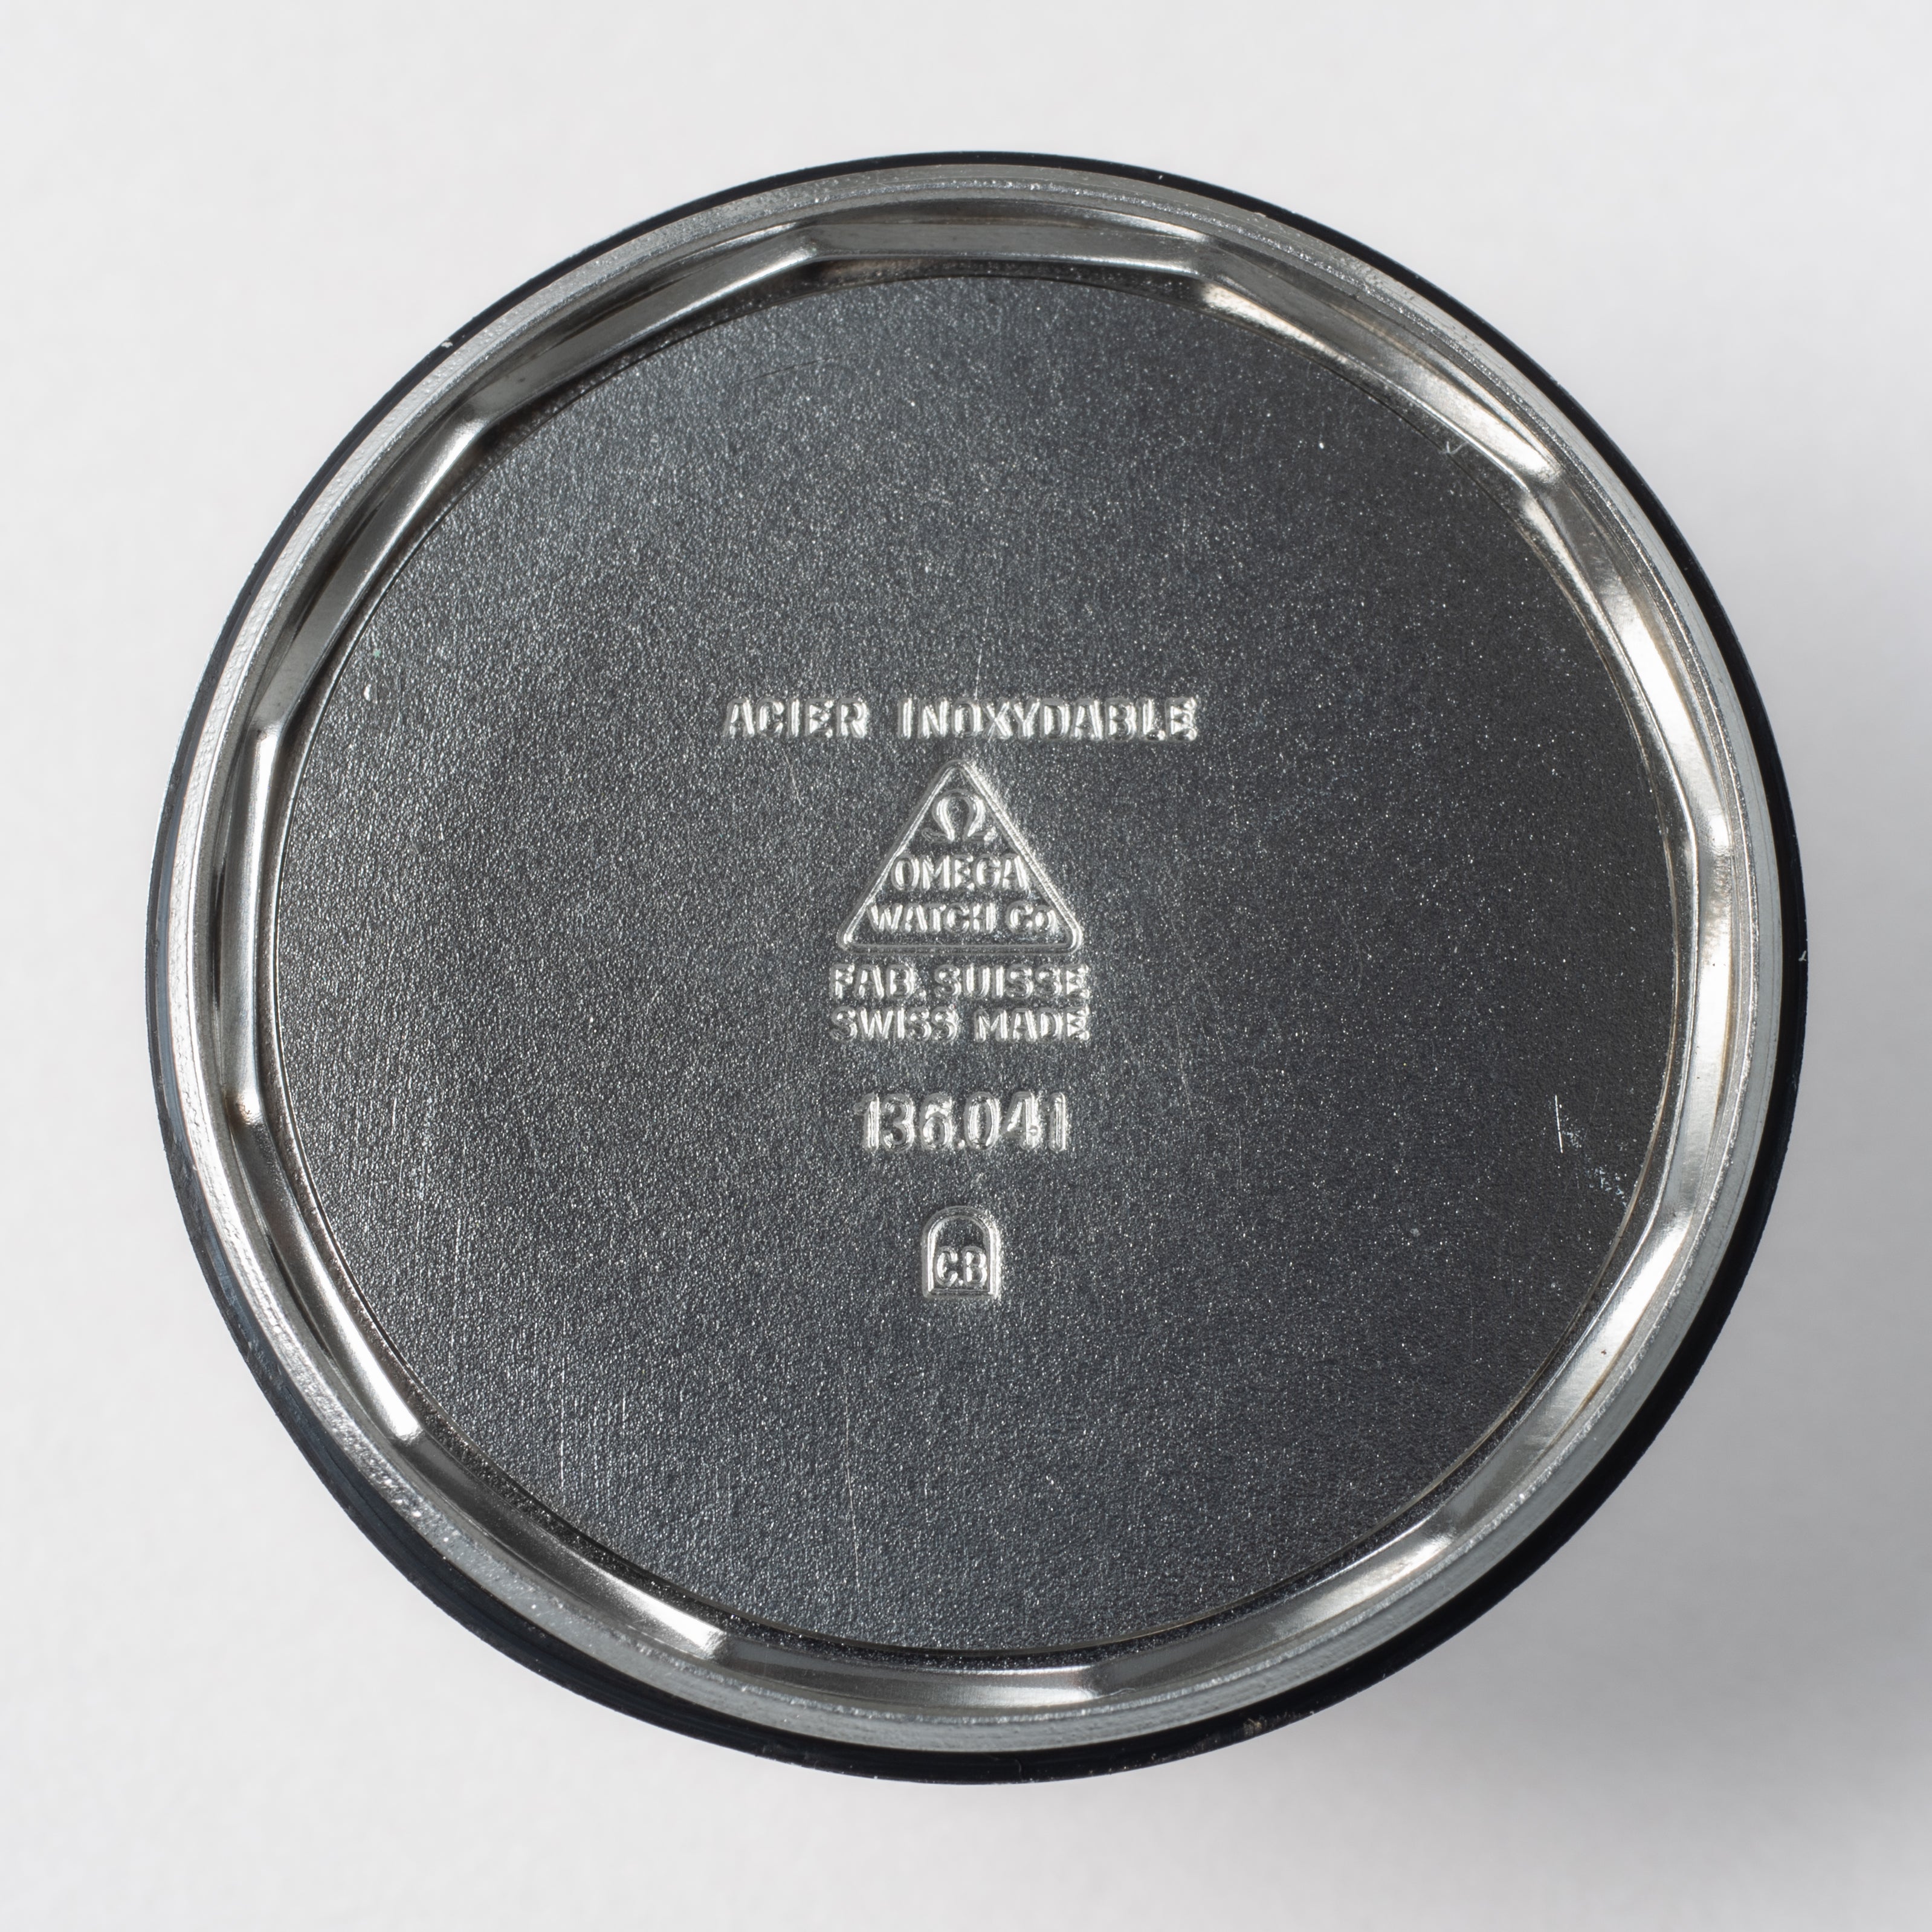 ACIER INOXYDABLE
Ω
OMEGA
WATCH Co
FAB. SUISSE
SWISS MADE
136.041
CB